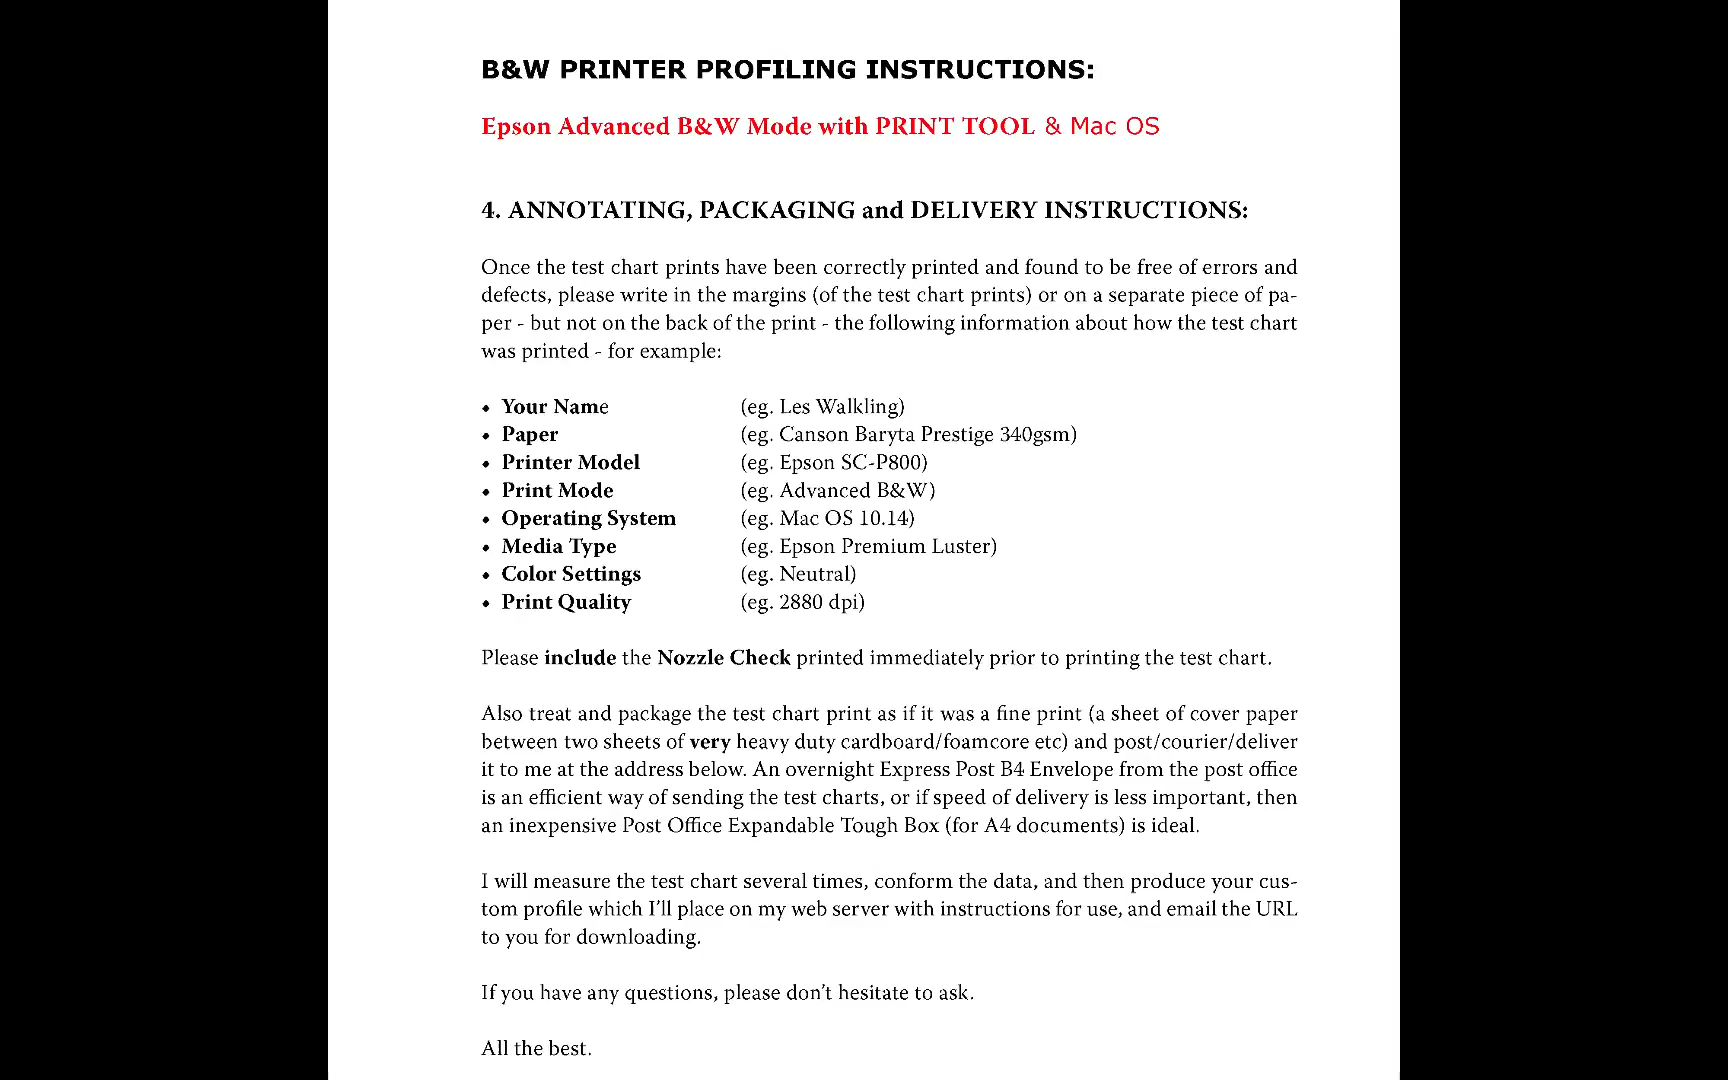 B&W PRINTER PROFILING INSTRUCTIONS:
Epson Advanced B&W Mode with PRINT TOOL & Mac OS
4. ANNOTATING, PACKAGING and DELIVERY INSTRUCTIONS:
Once the test chart prints have been correctly printed and found to be free of errors and
defects, please write in the margins (of the test chart prints) or on a separate piece of pa-
per - but not on the back of the print - the following information about how the test chart
was printed - for example:
• Your Name (eg. Les Walkling)
• Paper (eg. Canson Baryta Prestige 340gsm)
• Printer Model (eg. Epson SC-P800)
• Print Mode (eg. Advanced B&W)
• Operating System (eg. Mac OS 10.14)
• Media Type (eg. Epson Premium Luster)
• Color Settings (eg. Neutral)
• Print Quality (eg. 2880 dpi)
Please include the Nozzle Check printed immediately prior to printing the test chart.
Also treat and package the test chart print as if it was a fine print (a sheet of cover paper
between two sheets of very heavy duty cardboard/foamcore etc) and post/courier/deliver
it to me at the address below. An overnight Express Post B4 Envelope from the post office
is an efficient way of sending the test charts, or if speed of delivery is less important, then
an inexpensive Post Office Expandable Tough Box (for A4 documents) is ideal.
I will measure the test chart several times, conform the data, and then produce your cus-
tom profile which I'll place on my web server with instructions for use, and email the URL
to you for downloading.
If you have any questions, please don't hesitate to ask.
All the best.